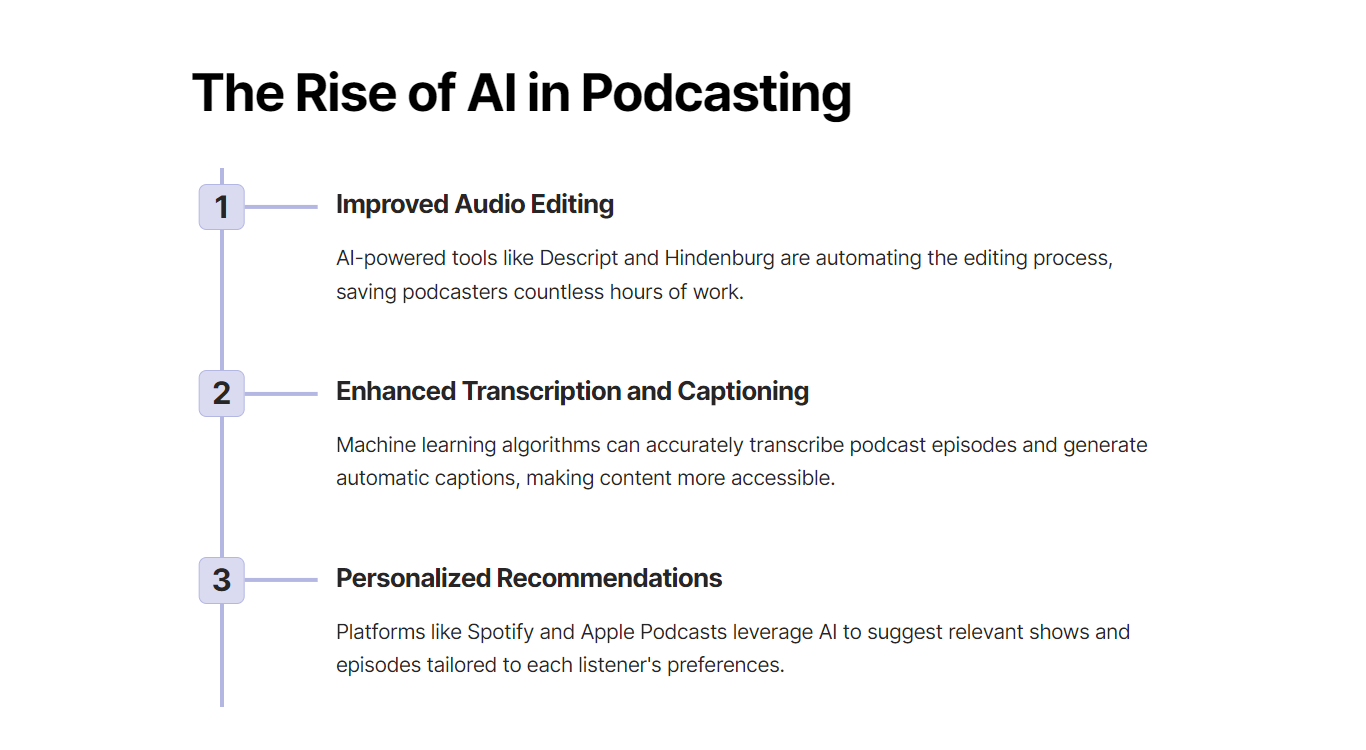 The Rise of AI in Podcasting
1
Improved Audio Editing
AI-powered tools like Descript and Hindenburg are automating the editing process,
saving podcasters countless hours of work.
2
Enhanced Transcription and Captioning
Machine learning algorithms can accurately transcribe podcast episodes and generate
automatic captions, making content more accessible.
3
Personalized Recommendations
Platforms like Spotify and Apple Podcasts leverage AI to suggest relevant shows and
episodes tailored to each listener's preferences.